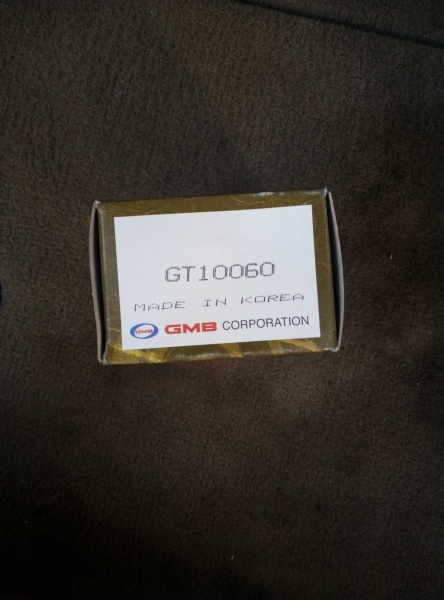 GT10060
MADE IN KOREA
GMB GMB CORPORATION